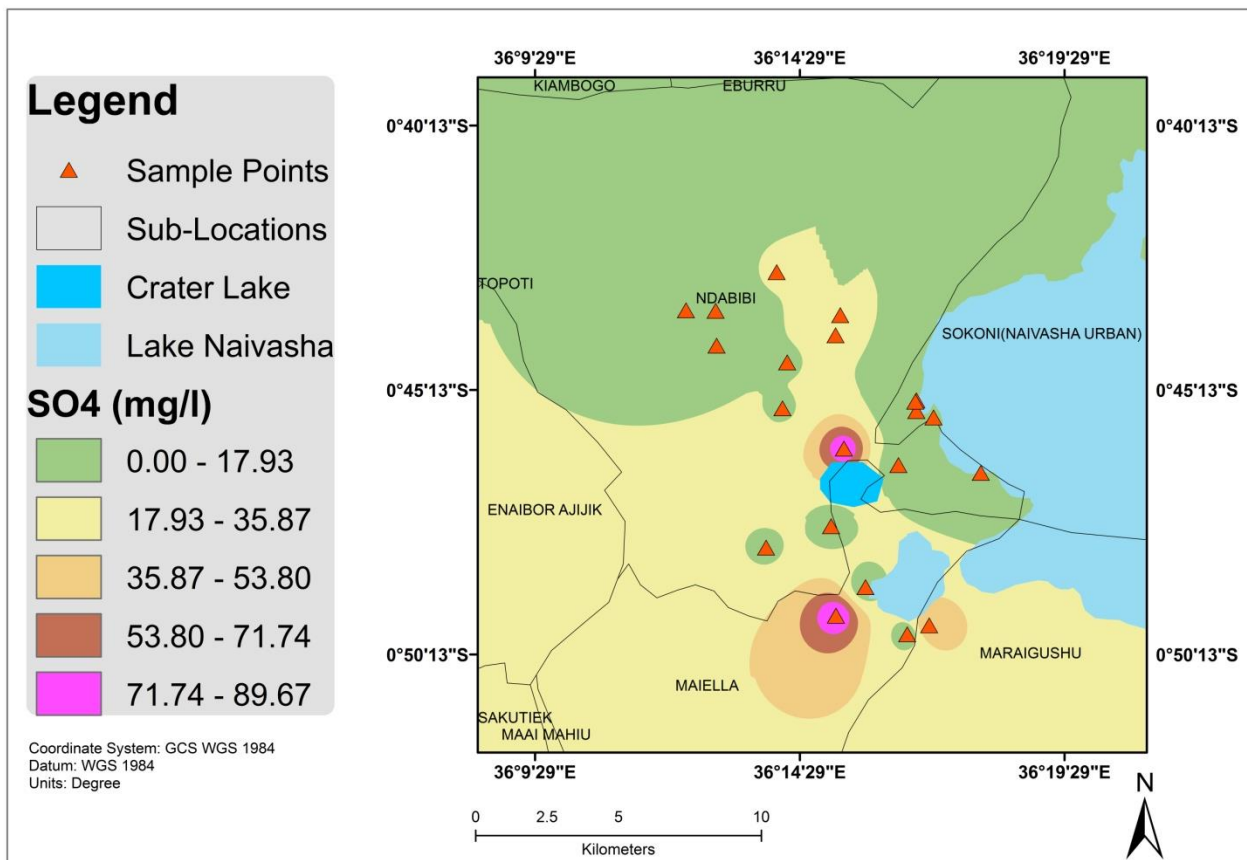 Legend
Sample Points
Sub-Locations
Crater Lake
Lake Naivasha
SO4 (mg/l)
0.00 - 17.93
17.93 - 35.87
35.87 - 53.80
53.80 - 71.74
71.74 - 89.67
Coordinate System: GCS WGS 1984
Datum: WGS 1984
Units: Degree
36°9'29"E 36°14'29"E 36°19'29"E
KIAMBOGO EBURRU
0°40'13"S 0°40'13"S
TOPOTI
NDABIBI
SOKONI(NAIVASHA URBAN)
0°45'13"S 0°45'13"S
ENAIBOR AJIJIK
0°50'13"S 0°50'13"S
MARAIGUSHU
MAIELLA
SAKUTIEK
MAAI MAHIU
36°9'29"E 36°14'29"E 36°19'29"E
N
0 2.5 5 10
Kilometers